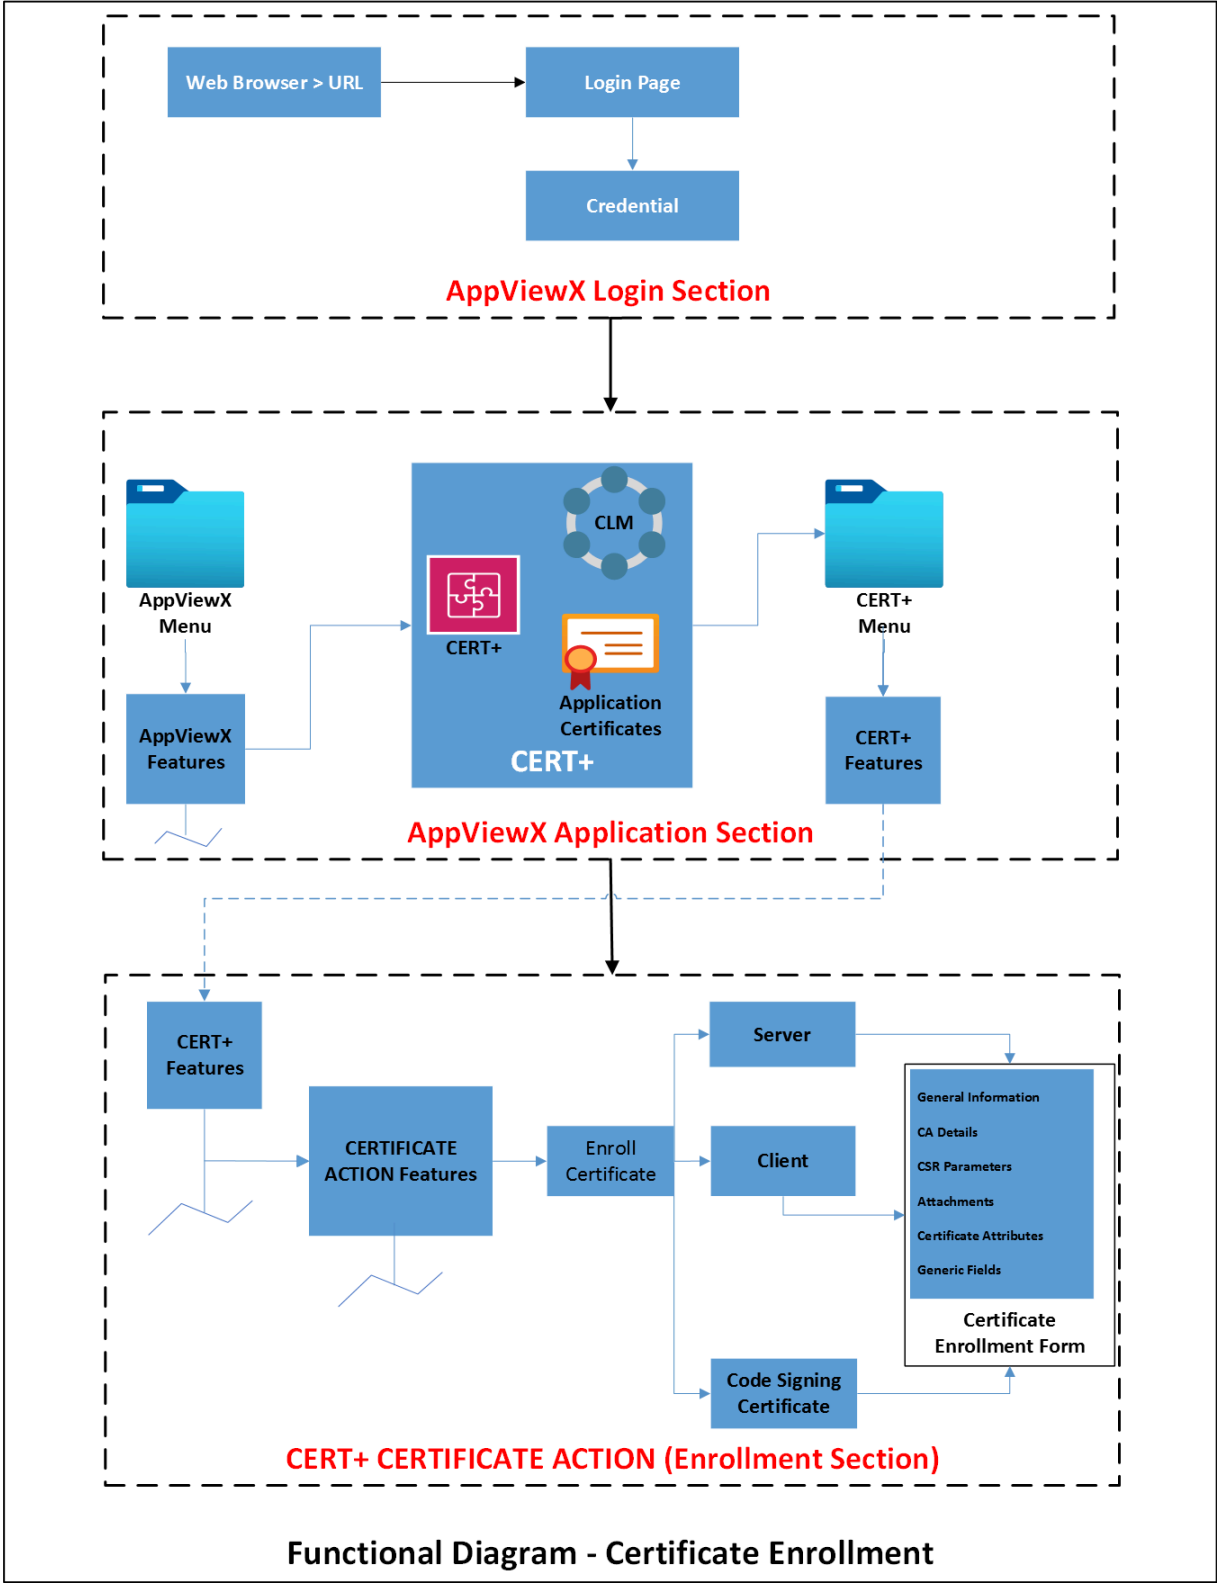 Web Browser > URL
Login Page
Credential
AppViewX Login Section
AppViewX
Menu
AppViewX
Features
CLM
CERT+
Application
Certificates
CERT+
CERT+
Menu
CERT+
Features
AppViewX Application Section
CERT+
Features
CERTIFICATE
ACTION Features
Enroll
Certificate
Server
Client
Code Signing
Certificate
General Information
CA Details
CSR Parameters
Attachments
Certificate Attributes
Generic Fields
Certificate
Enrollment Form
CERT+ CERTIFICATE ACTION (Enrollment Section)
Functional Diagram - Certificate Enrollment